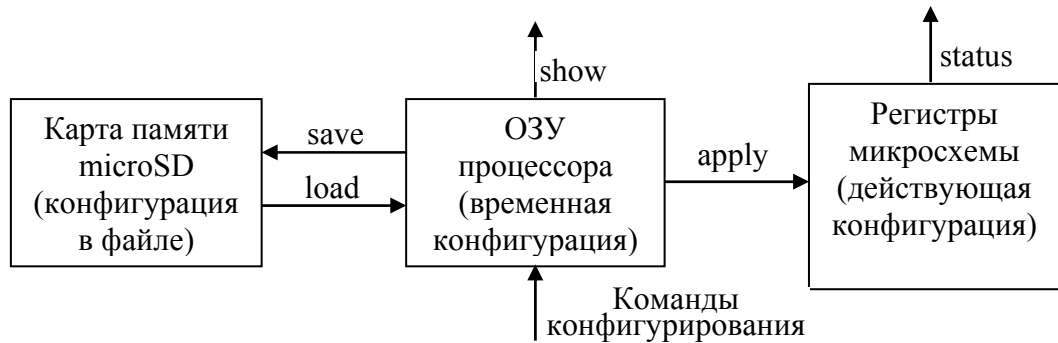 show
status
Карта памяти
microSD
(конфигурация
в файле)
save
load
ОЗУ
процессора
(временная
конфигурация)
apply
Регистры
микросхемы
(действующая
конфигурация)
Команды
конфигурирования